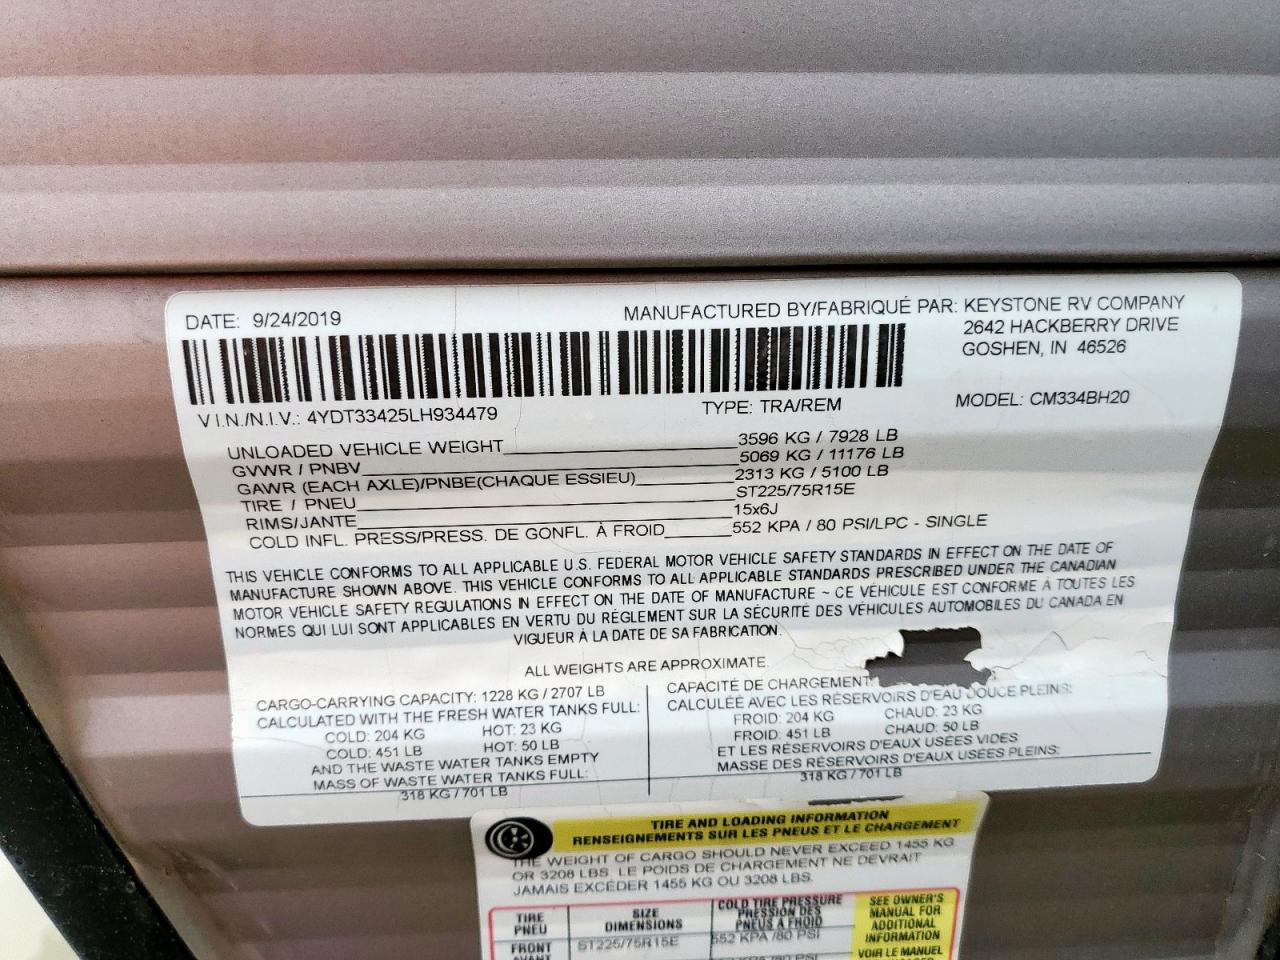 DATE: 9/24/2019
MANUFACTURED BY/FABRIQUÉ PAR: KEYSTONE RV COMPANY
2642 HACKBERRY DRIVE
GOSHEN, IN 46526
V I.N./N.I.V.: 4YDT33425LH934479
TYPE: TRA/REM
MODEL: CM334BH20
UNLOADED VEHICLE WEIGHT 3596 KG / 7928 LB
GVWR / PNBV 5069 KG / 11176 LB
GAWR (EACH AXLE)/PNBE(CHAQUE ESSIEU) 2313 KG / 5100 LB
TIRE / PNEU ST225/75R15E
RIMS/JANTE 15x6J
COLD INFL. PRESS/PRESS. DE GONFL. À FROID 552 KPA / 80 PSI/LPC - SINGLE
THIS VEHICLE CONFORMS TO ALL APPLICABLE U.S. FEDERAL MOTOR VEHICLE SAFETY STANDARDS IN EFFECT ON THE DATE OF
MANUFACTURE SHOWN ABOVE. THIS VEHICLE CONFORMS TO ALL APPLICABLE STANDARDS PRESCRIBED UNDER THE CANADIAN
MOTOR VEHICLE SAFETY REGULATIONS IN EFFECT ON THE DATE OF MANUFACTURE ~ CE VÉHICULE EST CONFORME À TOUTES LES
NORMES QUI LUI SONT APPLICABLES EN VERTU DU RÉGLEMENT SUR LA SÉCURITÉ DES VÉHICULES AUTOMOBILES DU CANADA EN
VIGUEUR À LA DATE DE SA FABRICATION.
ALL WEIGHTS ARE APPROXIMATE.
CARGO-CARRYING CAPACITY: 1228 KG / 2707 LB
CALCULATED WITH THE FRESH WATER TANKS FULL:
COLD: 204 KG HOT: 23 KG
COLD: 451 LB HOT: 50 LB
AND THE WASTE WATER TANKS EMPTY
MASS OF WASTE WATER TANKS FULL:
318 KG / 701 LB
CAPACITÉ DE CHARGEMENT:
CALCULÉE AVEC LES RÉSERVOIRS D'EAU DOUCE PLEINS:
FROID: 204 KG CHAUD: 23 KG
FROID: 451 LB CHAUD: 50 LB
ET LES RÉSERVOIRS D'EAUX USÉES VIDES
MASSE DES RÉSERVOIRS D'EAUX USÉES PLEINS:
318 KG / 701 LB
TIRE AND LOADING INFORMATION
RENSEIGNEMENTS SUR LES PNEUS ET LE CHARGEMENT
THE WEIGHT OF CARGO SHOULD NEVER EXCEED 1455 KG
OR 3208 LBS. LE POIDS DE CHARGEMENT NE DEVRAIT
JAMAIS EXCÉDER 1455 KG OU 3208 LBS.
TIRE
PNEU
SIZE
DIMENSIONS
COLD TIRE PRESSURE
PRESSION DES
PNEUS A FROID
SEE OWNER'S
MANUAL FOR
ADDITIONAL
INFORMATION
VOIR LE MANUEL
FRONT
AVANT
ST225/75R15E
552 KPA /80 PSI